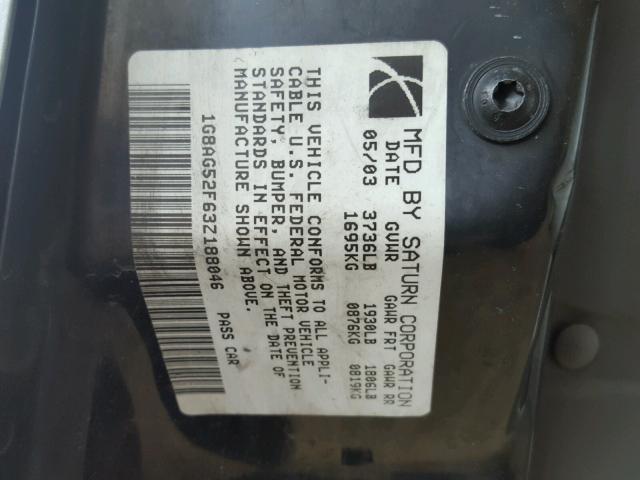 MFD BY SATURN CORPORATION
DATE GVWR GAWR FRT GAWR RR
05/03 3736LB 1930LB 1806LB
1695KG 0876KG 0819KG
THIS VEHICLE CONFORMS TO ALL APPLI-
CABLE U.S. FEDERAL MOTOR VEHICLE
SAFETY, BUMPER, AND THEFT PREVENTION
STANDARDS IN EFFECT ON THE DATE OF
MANUFACTURE SHOWN ABOVE.
1G8AG52F63Z188046 PASS CAR